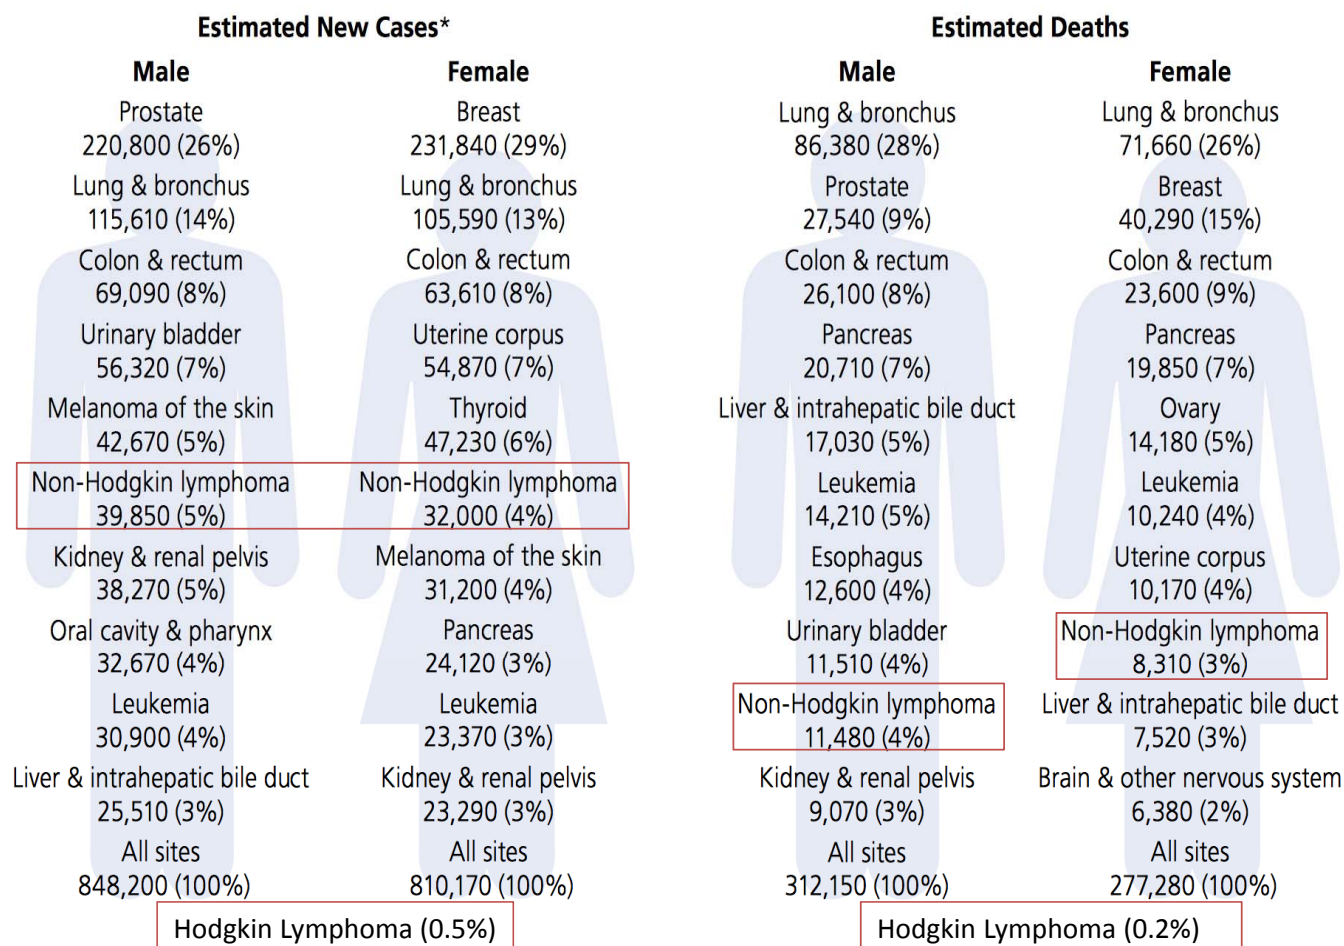 Estimated New Cases*
Male
Prostate
220,800 (26%)
Lung & bronchus
115,610 (14%)
Colon & rectum
69,090 (8%)
Urinary bladder
56,320 (7%)
Melanoma of the skin
42,670 (5%)
Non-Hodgkin lymphoma
39,850 (5%)
Kidney & renal pelvis
38,270 (5%)
Oral cavity & pharynx
32,670 (4%)
Leukemia
30,900 (4%)
Liver & intrahepatic bile duct
25,510 (3%)
All sites
848,200 (100%)
Female
Breast
231,840 (29%)
Lung & bronchus
105,590 (13%)
Colon & rectum
63,610 (8%)
Uterine corpus
54,870 (7%)
Thyroid
47,230 (6%)
Non-Hodgkin lymphoma
32,000 (4%)
Melanoma of the skin
31,200 (4%)
Pancreas
24,120 (3%)
Leukemia
23,370 (3%)
Kidney & renal pelvis
23,290 (3%)
All sites
810,170 (100%)
Hodgkin Lymphoma (0.5%)
Estimated Deaths
Male
Lung & bronchus
86,380 (28%)
Prostate
27,540 (9%)
Colon & rectum
26,100 (8%)
Pancreas
20,710 (7%)
Liver & intrahepatic bile duct
17,030 (5%)
Leukemia
14,210 (5%)
Esophagus
12,600 (4%)
Urinary bladder
11,510 (4%)
Non-Hodgkin lymphoma
11,480 (4%)
Kidney & renal pelvis
9,070 (3%)
All sites
312,150 (100%)
Female
Lung & bronchus
71,660 (26%)
Breast
40,290 (15%)
Colon & rectum
23,600 (9%)
Pancreas
19,850 (7%)
Ovary
14,180 (5%)
Leukemia
10,240 (4%)
Uterine corpus
10,170 (4%)
Non-Hodgkin lymphoma
8,310 (3%)
Liver & intrahepatic bile duct
7,520 (3%)
Brain & other nervous system
6,380 (2%)
All sites
277,280 (100%)
Hodgkin Lymphoma (0.2%)